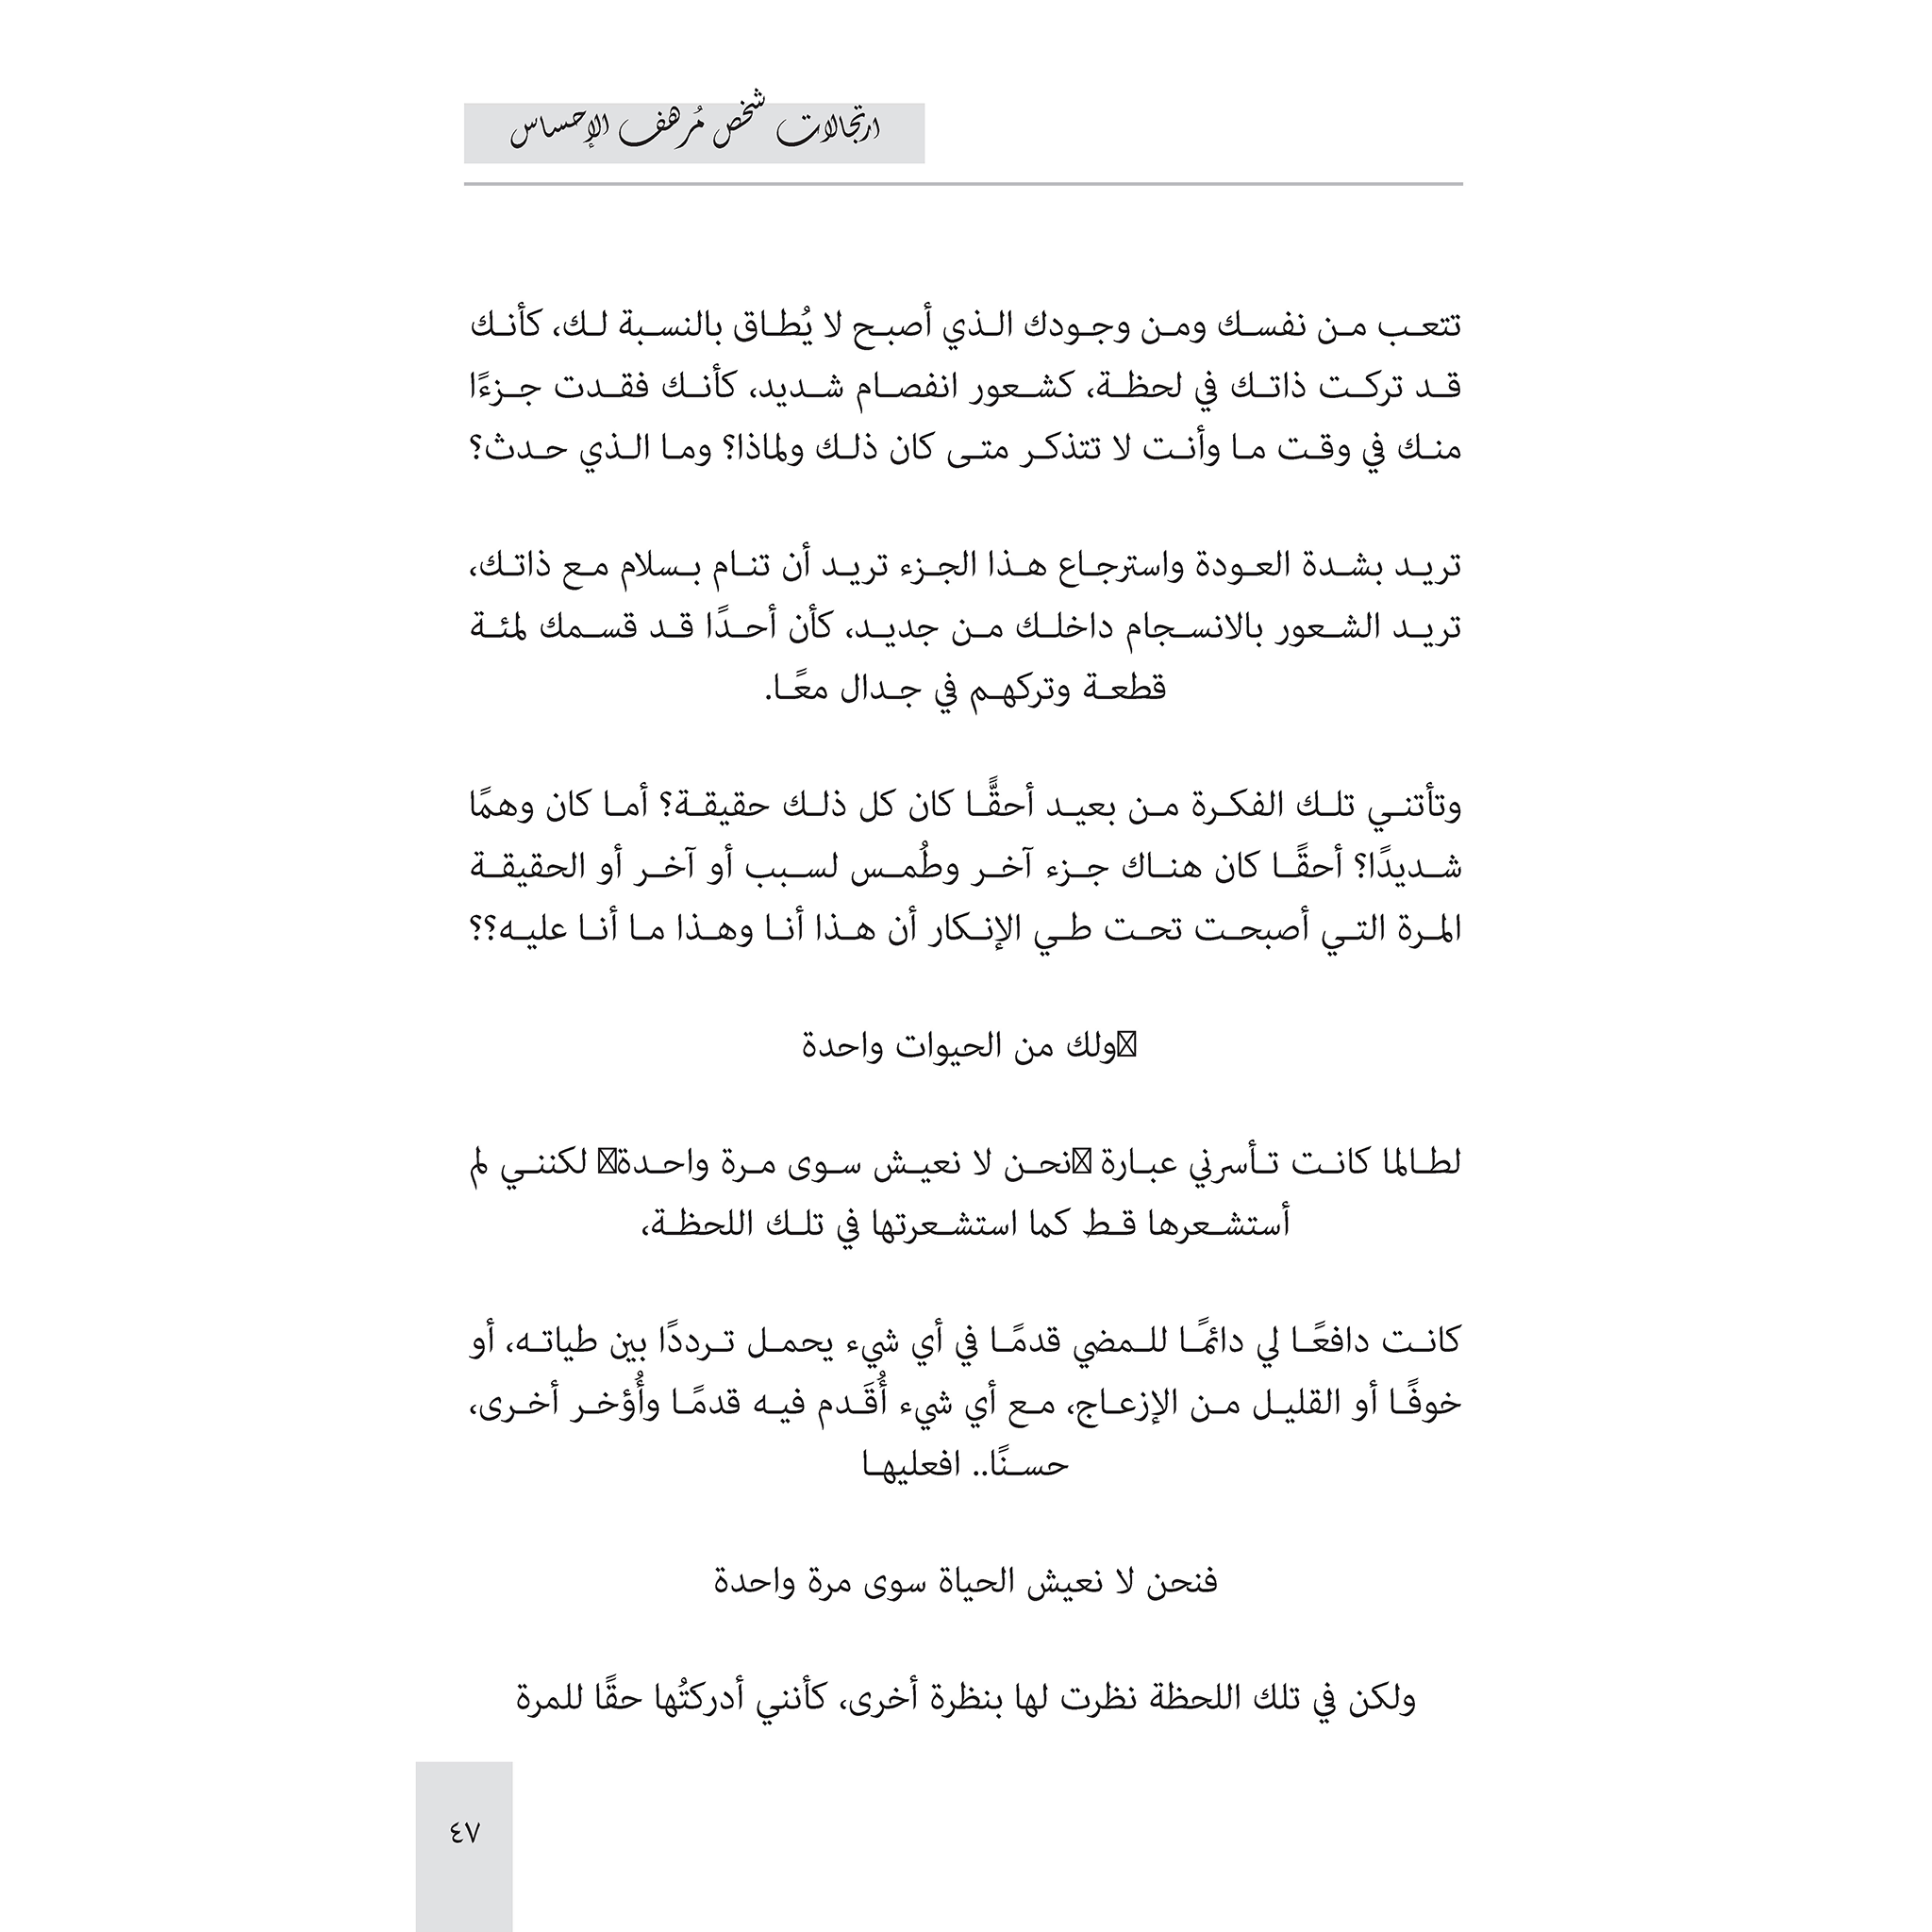 ارتجالات شخص مُرهف الإحساس
تتعب من نفسك ومن وجودك الذي أصبح لا يُطاق بالنسبة لك، كأنك
قد تركت ذاتك في لحظة، كشعور انفصام شديد، كأنك فقدت جزءًا
منك في وقت ما وأنت لا تتذكر متى كان ذلك ولماذا؟ وما الذي حدث؟
تريد بشدة العودة واسترجاع هذا الجزء تريد أن تنام بسلام مع ذاتك،
تريد الشعور بالانسجام داخلك من جديد، كأن أحدًا قد قسمك لمئة
قطعة وتركهم في جدال معًا.
وتأتني تلك الفكرة من بعيد أحقًّا كان كل ذلك حقيقة؟ أما كان وهمًا
شديدًا؟ أحقًا كان هناك جزء آخر وطُمس لسبب أو آخر أو الحقيقة
المرة التي أصبحت تحت طي الإنكار أن هذا أنا وهذا ما أنا عليه؟؟
ولك من الحيوات واحدة
لطالما كانت تأسرني عبارة نحن لا نعيش سوى مرة واحدة لكنني لم
أستشعرها قط كما استشعرتها في تلك اللحظة،
كانت دافعًا لي دائمًا للمضي قدمًا في أي شيء يحمل ترددًا بين طياته، أو
خوفًا أو القليل من الإزعاج، مع أي شيء أُقَدم فيه قدمًا وأُؤخر أخرى،
حسنًا.. افعليها
فنحن لا نعيش الحياة سوى مرة واحدة
ولكن في تلك اللحظة نظرت لها بنظرة أخرى، كأنني أدركتُها حقًا للمرة
٤٧